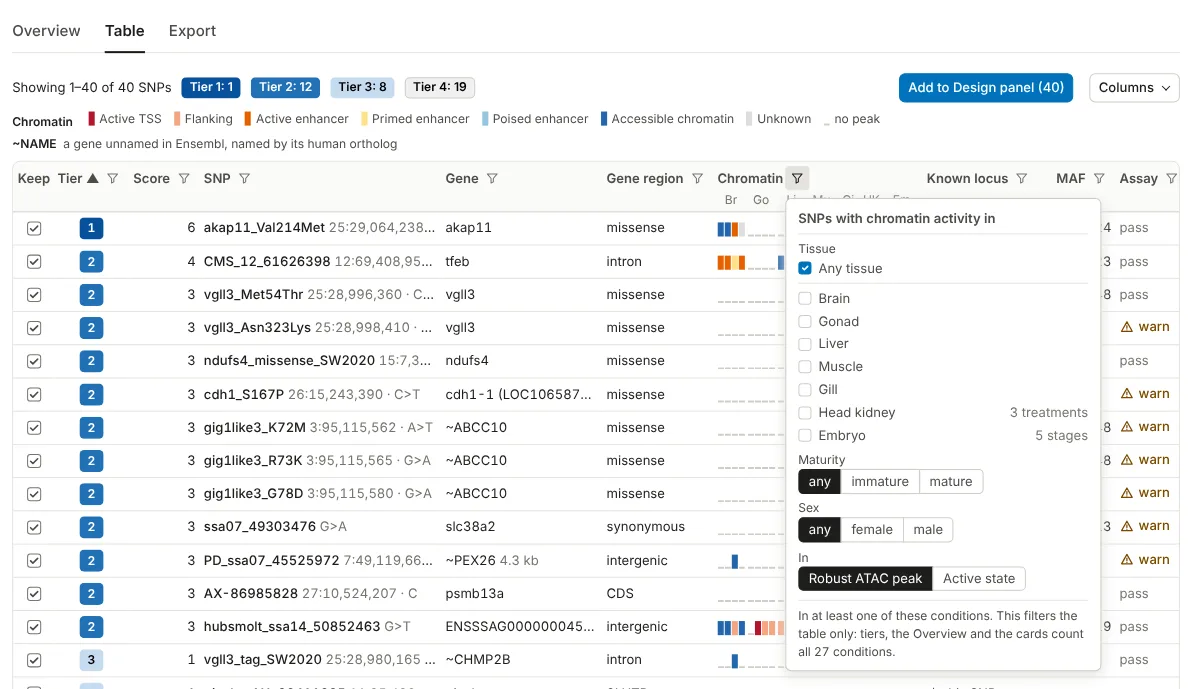 Overview Table Export
Showing 1–40 of 40 SNPs Tier 1: 1 Tier 2: 12 Tier 3: 8 Tier 4: 19 Add to Design panel (40) Columns
Chromatin Active TSS Flanking Active enhancer Primed enhancer Poised enhancer Accessible chromatin Unknown no peak
~NAME a gene unnamed in Ensembl, named by its human ortholog
Keep Tier ▲ Score SNP Gene Gene region Chromatin Known locus MAF Assay
Br Go
1 6 akap11_Val214Met 25:29,064,238... akap11 missense 4 pass
2 4 CMS_12_61626398 12:69,408,95... tfeb intron 3 pass
2 3 vgll3_Met54Thr 25:28,996,360 · C... vgll3 missense 8 pass
2 3 vgll3_Asn323Lys 25:28,998,410 · ... vgll3 missense warn
2 3 ndufs4_missense_SW2020 15:7,3... ndufs4 missense pass
2 3 cdh1_S167P 26:15,243,390 · C>T cdh1-1 (LOC106587... missense warn
2 3 gig1like3_K72M 3:95,115,562 · A>T ~ABCC10 missense 8 warn
2 3 gig1like3_R73K 3:95,115,565 · G>A ~ABCC10 missense 8 warn
2 3 gig1like3_G78D 3:95,115,580 · G>A ~ABCC10 missense warn
2 3 ssa07_49303476 G>A slc38a2 synonymous 3 warn
2 3 PD_ssa07_45525972 7:49,119,66... ~PEX26 4.3 kb intergenic warn
2 3 AX-86985828 27:10,524,207 · C psmb13a CDS pass
2 3 hubsmolt_ssa14_50852463 G>T ENSSSAG000000045... intergenic 9 pass
3 1 vgll3_tag_SW2020 25:28,980,165 ... ~CHMP2B intron pass
SNPs with chromatin activity in
Tissue
Any tissue
Brain
Gonad
Liver
Muscle
Gill
Head kidney 3 treatments
Embryo 5 stages
Maturity
any immature mature
Sex
any female male
In
Robust ATAC peak Active state
In at least one of these conditions. This filters the
table only: tiers, the Overview and the cards count
all 27 conditions.